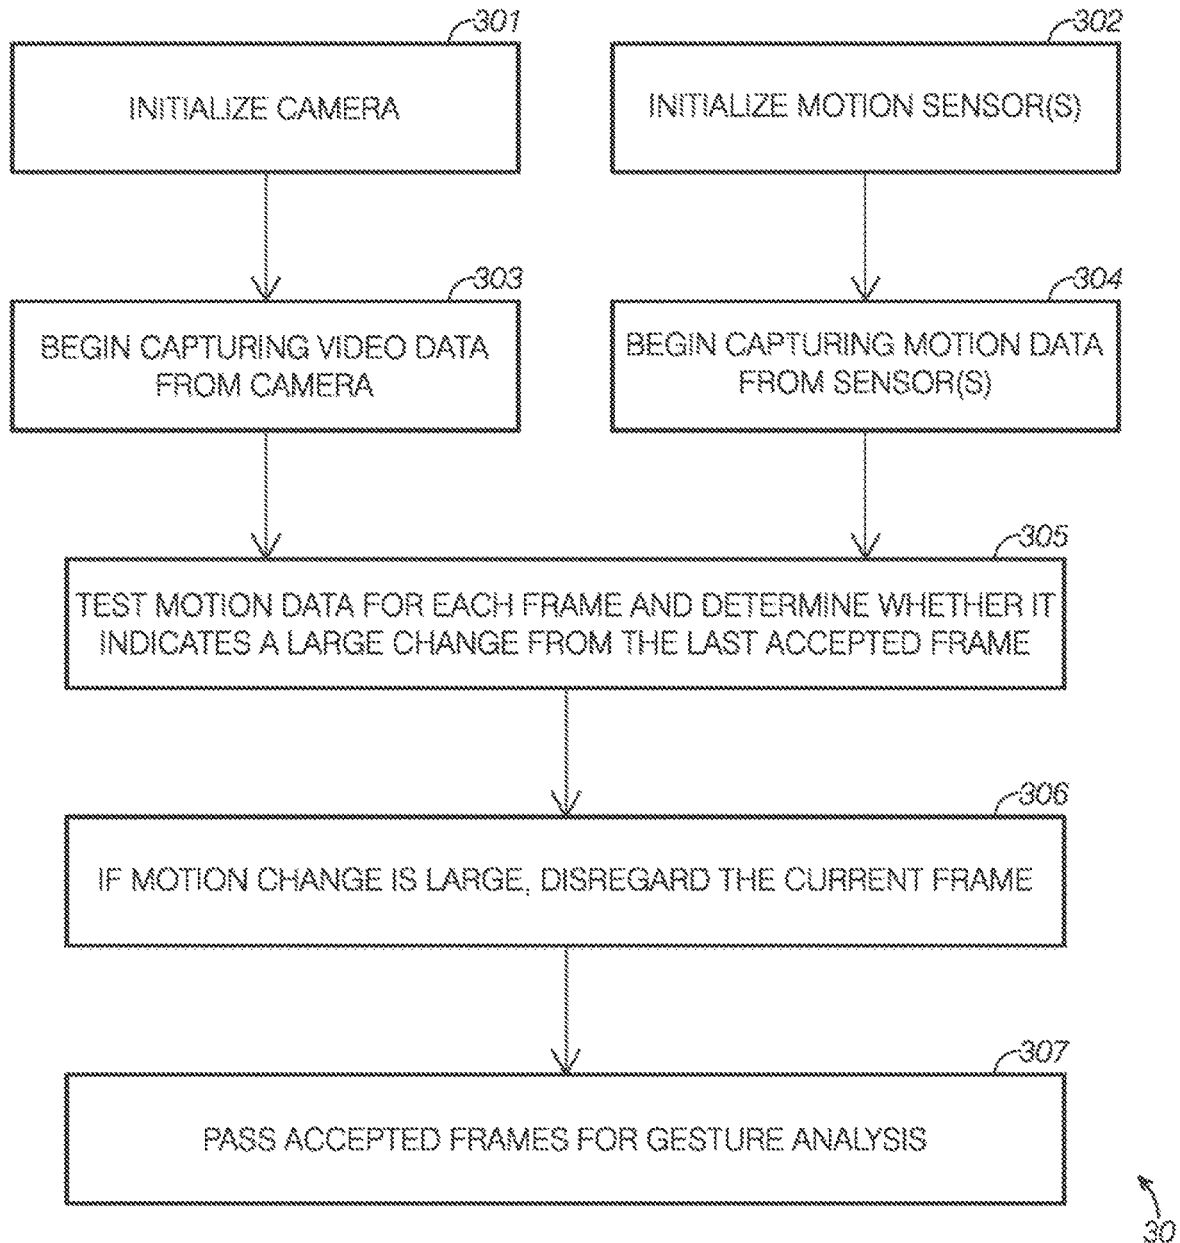 301
INITIALIZE CAMERA
302
INITIALIZE MOTION SENSOR(S)
303
BEGIN CAPTURING VIDEO DATA
FROM CAMERA
304
BEGIN CAPTURING MOTION DATA
FROM SENSOR(S)
305
TEST MOTION DATA FOR EACH FRAME AND DETERMINE WHETHER IT
INDICATES A LARGE CHANGE FROM THE LAST ACCEPTED FRAME
306
IF MOTION CHANGE IS LARGE, DISREGARD THE CURRENT FRAME
307
PASS ACCEPTED FRAMES FOR GESTURE ANALYSIS
30